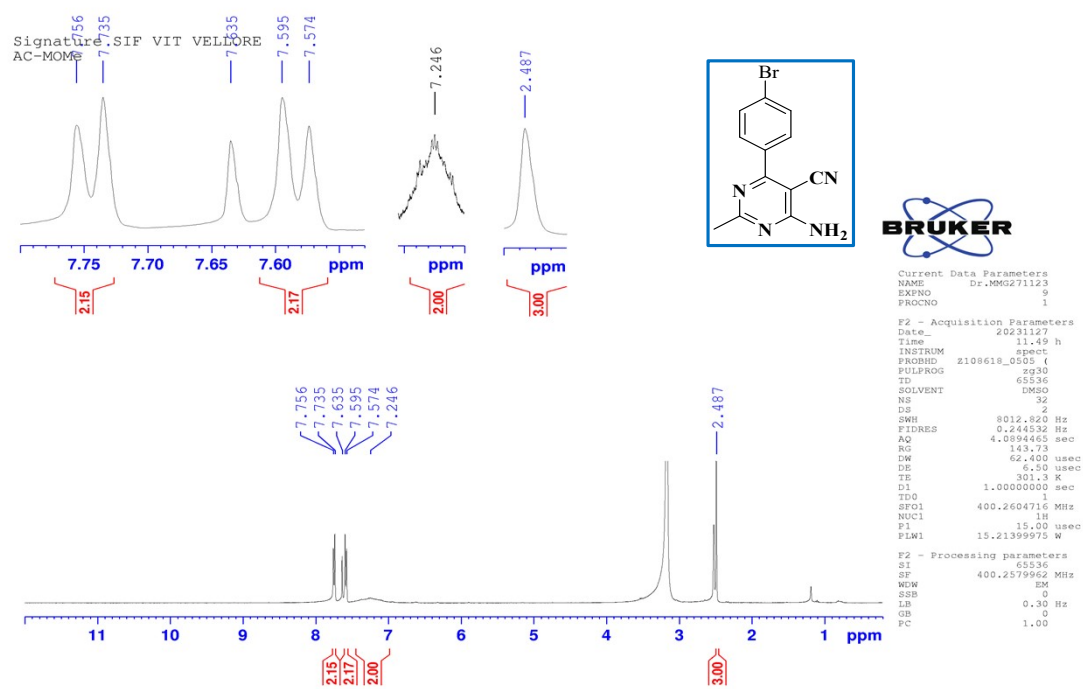 Signature SIF VIT VELLORE
AC-MOMe
7.756
7.735
7.635
7.595
7.574
7.246
2.487
7.75 7.70 7.65 7.60 ppm
ppm
ppm
2.15
2.17
2.00
3.00
Br
N
CN
N
NH2
BRUKER
Current Data Parameters
NAME Dr.MMG271123
EXPNO 9
PROCNO 1
F2 - Acquisition Parameters
Date_ 20231127
Time 11.49 h
INSTRUM spect
PROBHD Z108618_0505 (
PULPROG zg30
TD 65536
SOLVENT DMSO
NS 32
DS 2
SWH 8012.820 Hz
FIDRES 0.244532 Hz
AQ 4.0894465 sec
RG 143.73
DW 62.400 usec
DE 6.50 usec
TE 301.3 K
D1 1.00000000 sec
TD0 1
SFO1 400.2604716 MHz
NUC1 1H
P1 15.00 usec
PLW1 15.21399975 W
F2 - Processing parameters
SI 65536
SF 400.2579962 MHz
WDW EM
SSB 0
LB 0.30 Hz
GB 0
PC 1.00
7.756
7.735
7.635
7.595
7.574
7.246
2.487
11 10 9 8 7 6 5 4 3 2 1 ppm
2.15
2.17
2.00
3.00